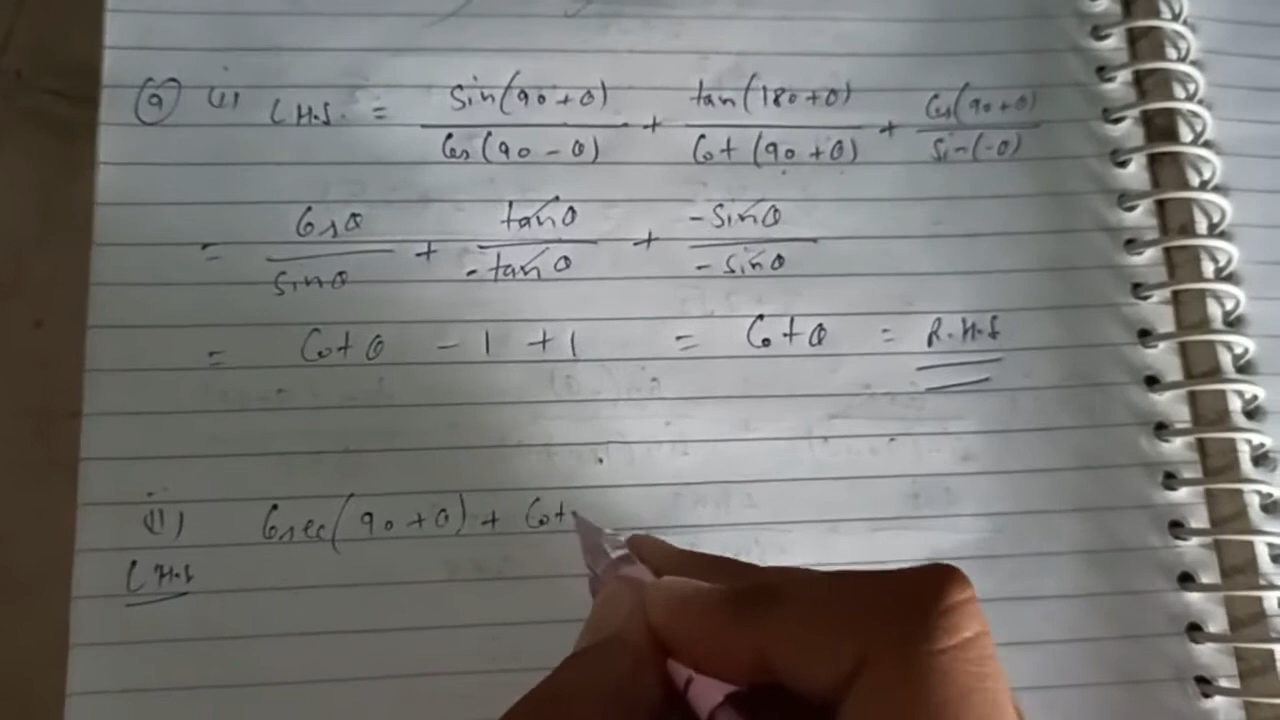 9 (i) L.H.S. = sin(90+θ)/Cos(90-θ) + tan(180+θ)/Cot(90+θ) + Cos(90+θ)/sin(-θ)
= Cosθ/sinθ + tanθ/-tanθ + -sinθ/-sinθ
= Cotθ -1 +1 = Cotθ = R.H.S
(ii) Cosec(90+θ) + Cot
L.H.S